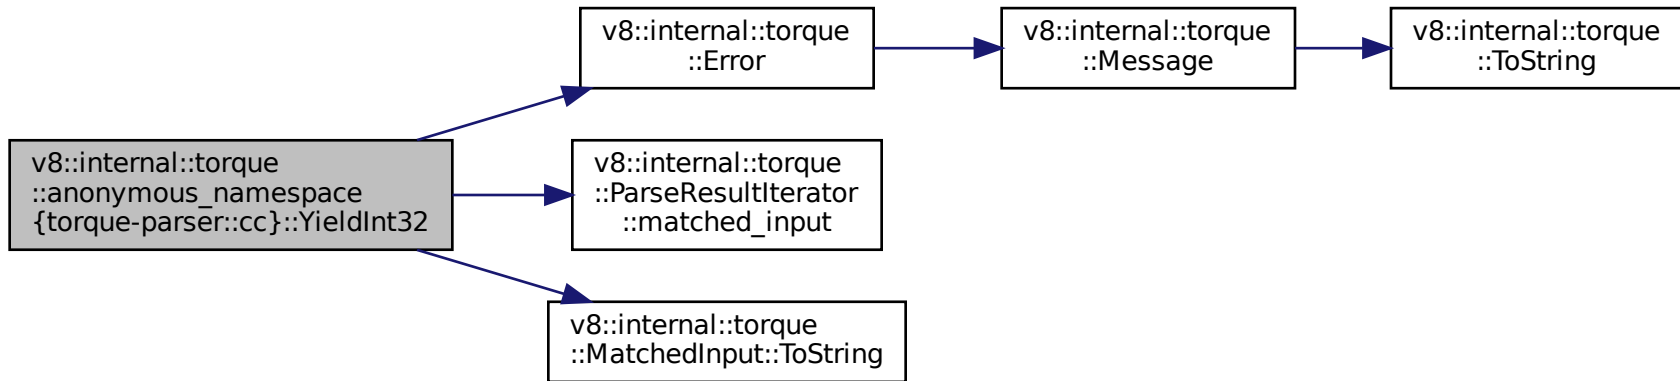 v8::internal::torque
::anonymous_namespace
{torque-parser::cc}::YieldInt32
v8::internal::torque
::Error
v8::internal::torque
::Message
v8::internal::torque
::ToString
v8::internal::torque
::ParseResultIterator
::matched_input
v8::internal::torque
::MatchedInput::ToString